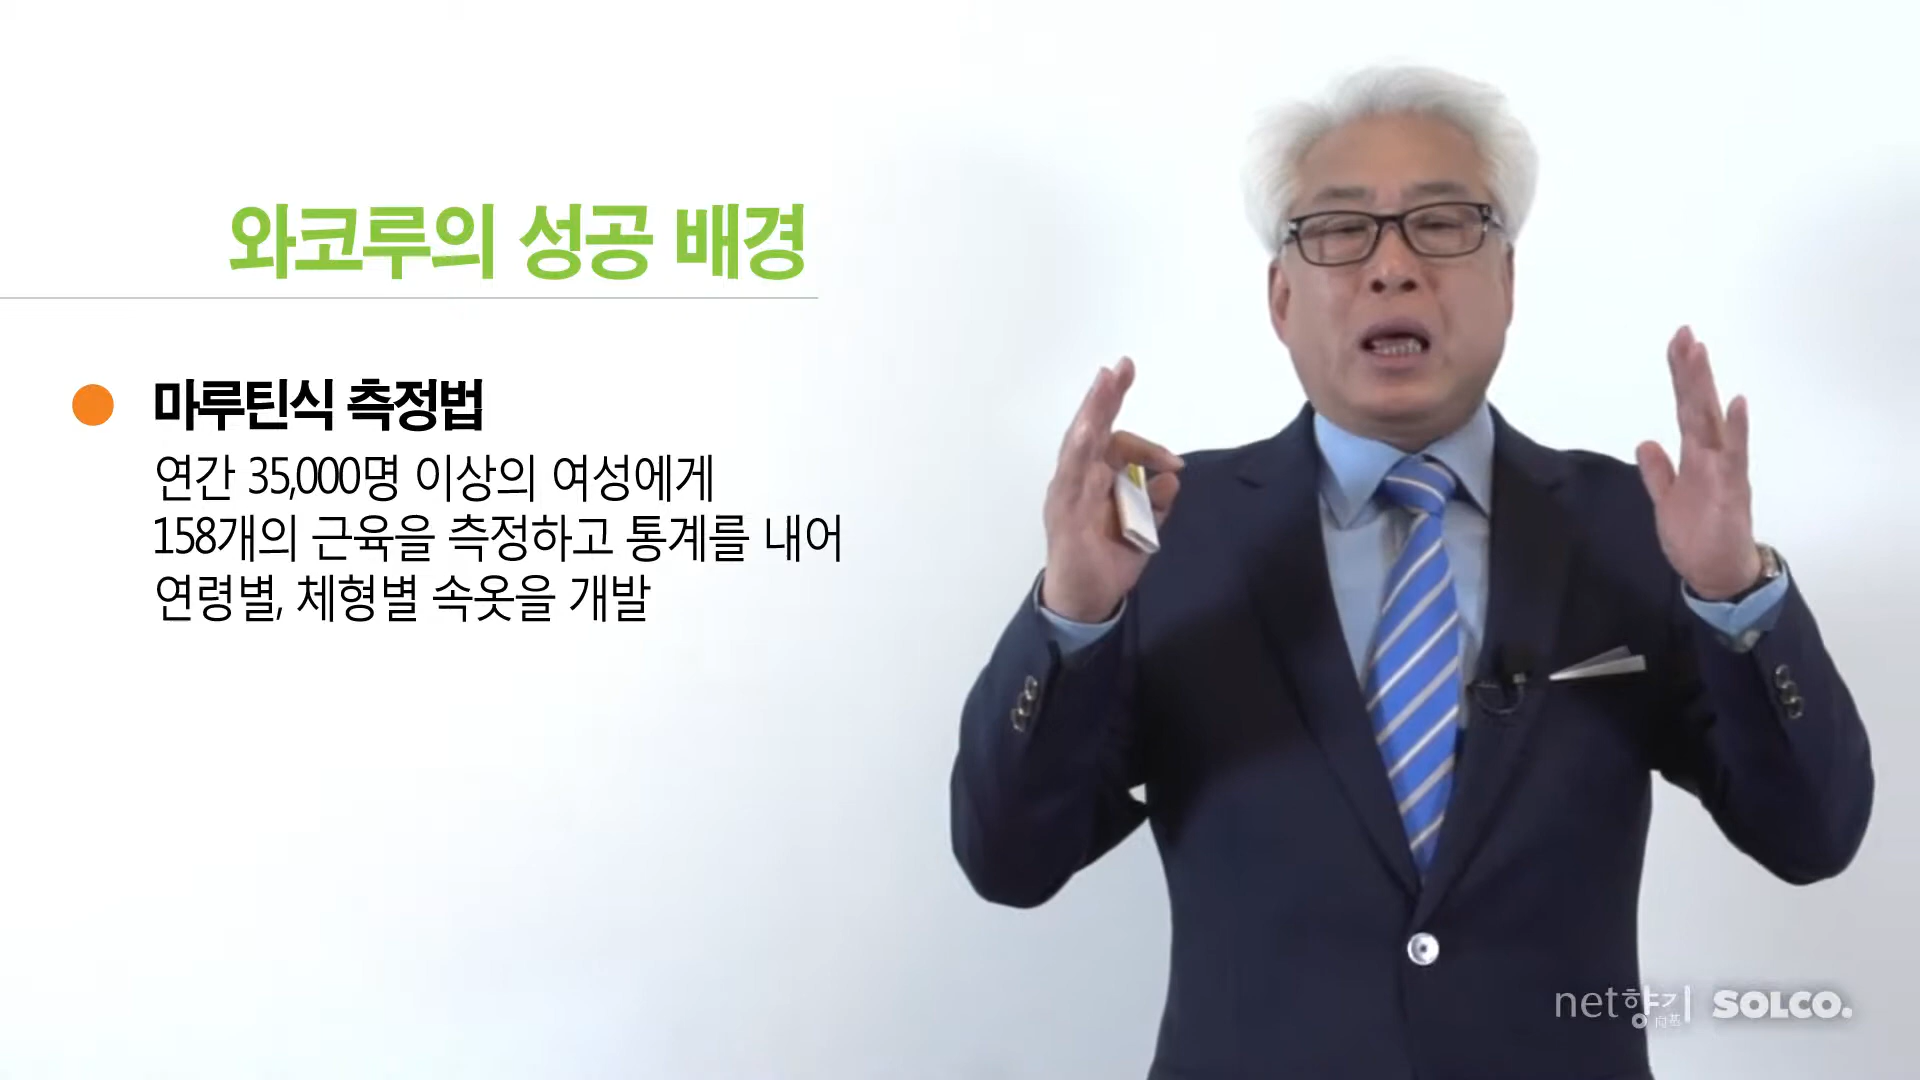 와코루의 성공 배경
마루틴식 측정법
연간 35,000명 이상의 여성에게
158개의 근육을 측정하고 통계를 내어
연령별, 체형별 속옷을 개발
net향기 SOLCO.